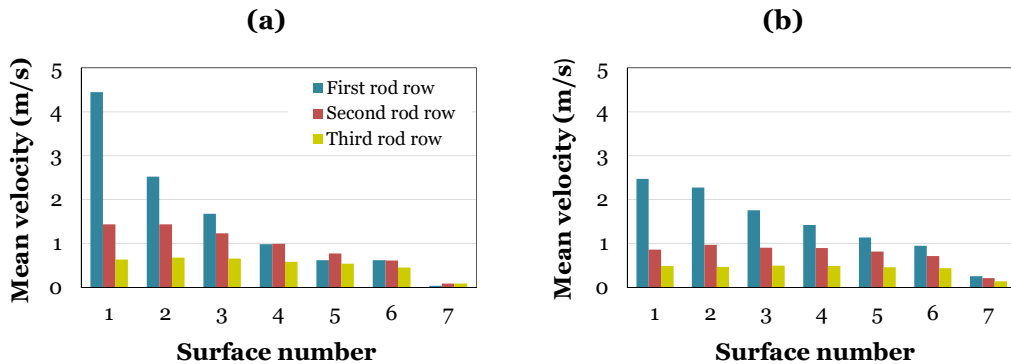 (a)
Mean velocity (m/s)
5
4
3
2
1
0
First rod row
Second rod row
Third rod row
1 2 3 4 5 6 7
Surface number
(b)
Mean velocity (m/s)
5
4
3
2
1
0
1 2 3 4 5 6 7
Surface number